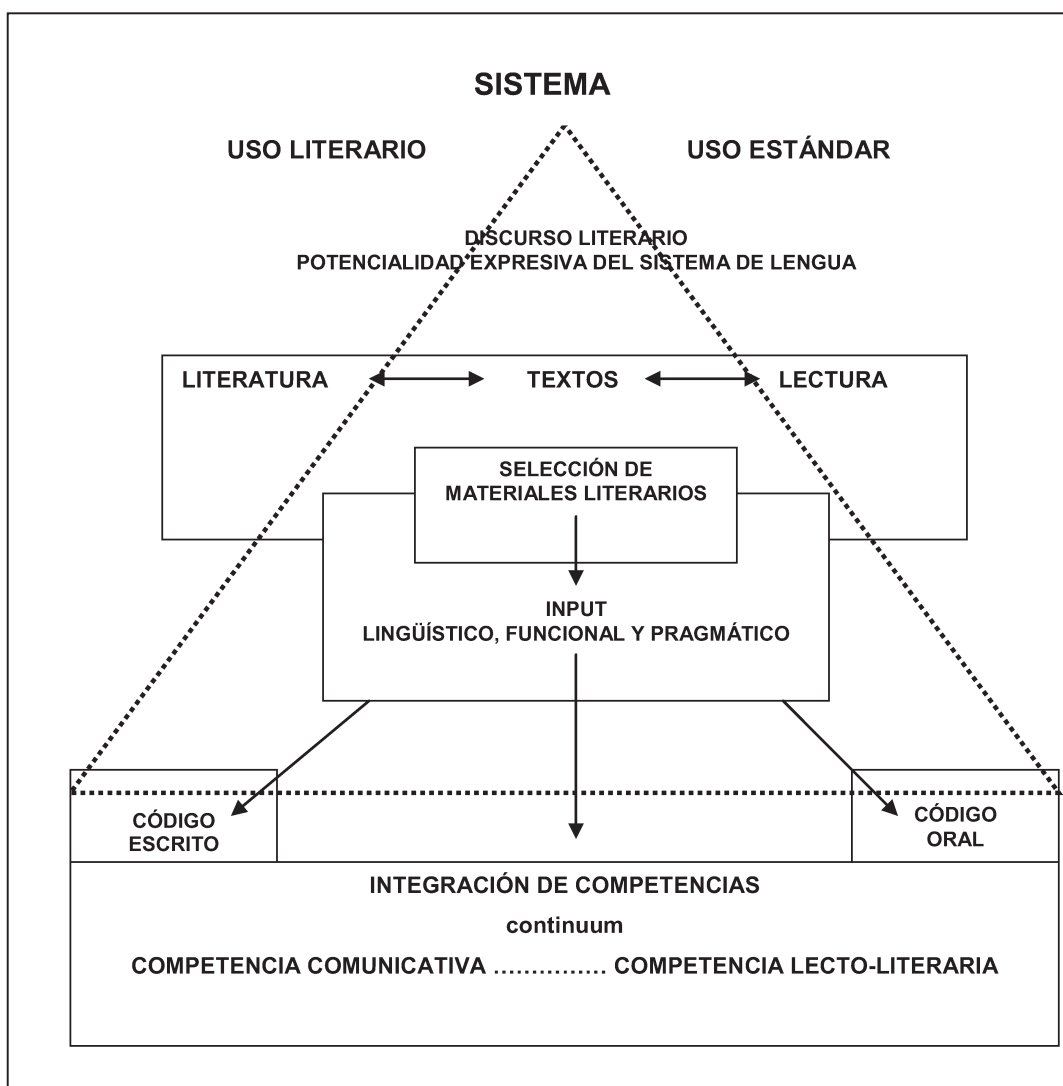 SISTEMA
USO LITERARIO
USO ESTÁNDAR
DISCURSO LITERARIO
POTENCIALIDAD EXPRESIVA DEL SISTEMA DE LENGUA
LITERATURA
TEXTOS
LECTURA
SELECCIÓN DE
MATERIALES LITERARIOS
INPUT
LINGÜÍSTICO, FUNCIONAL Y PRAGMÁTICO
CÓDIGO
ESCRITO
CÓDIGO
ORAL
INTEGRACIÓN DE COMPETENCIAS
continuum
COMPETENCIA COMUNICATIVA ............... COMPETENCIA LECTO-LITERARIA